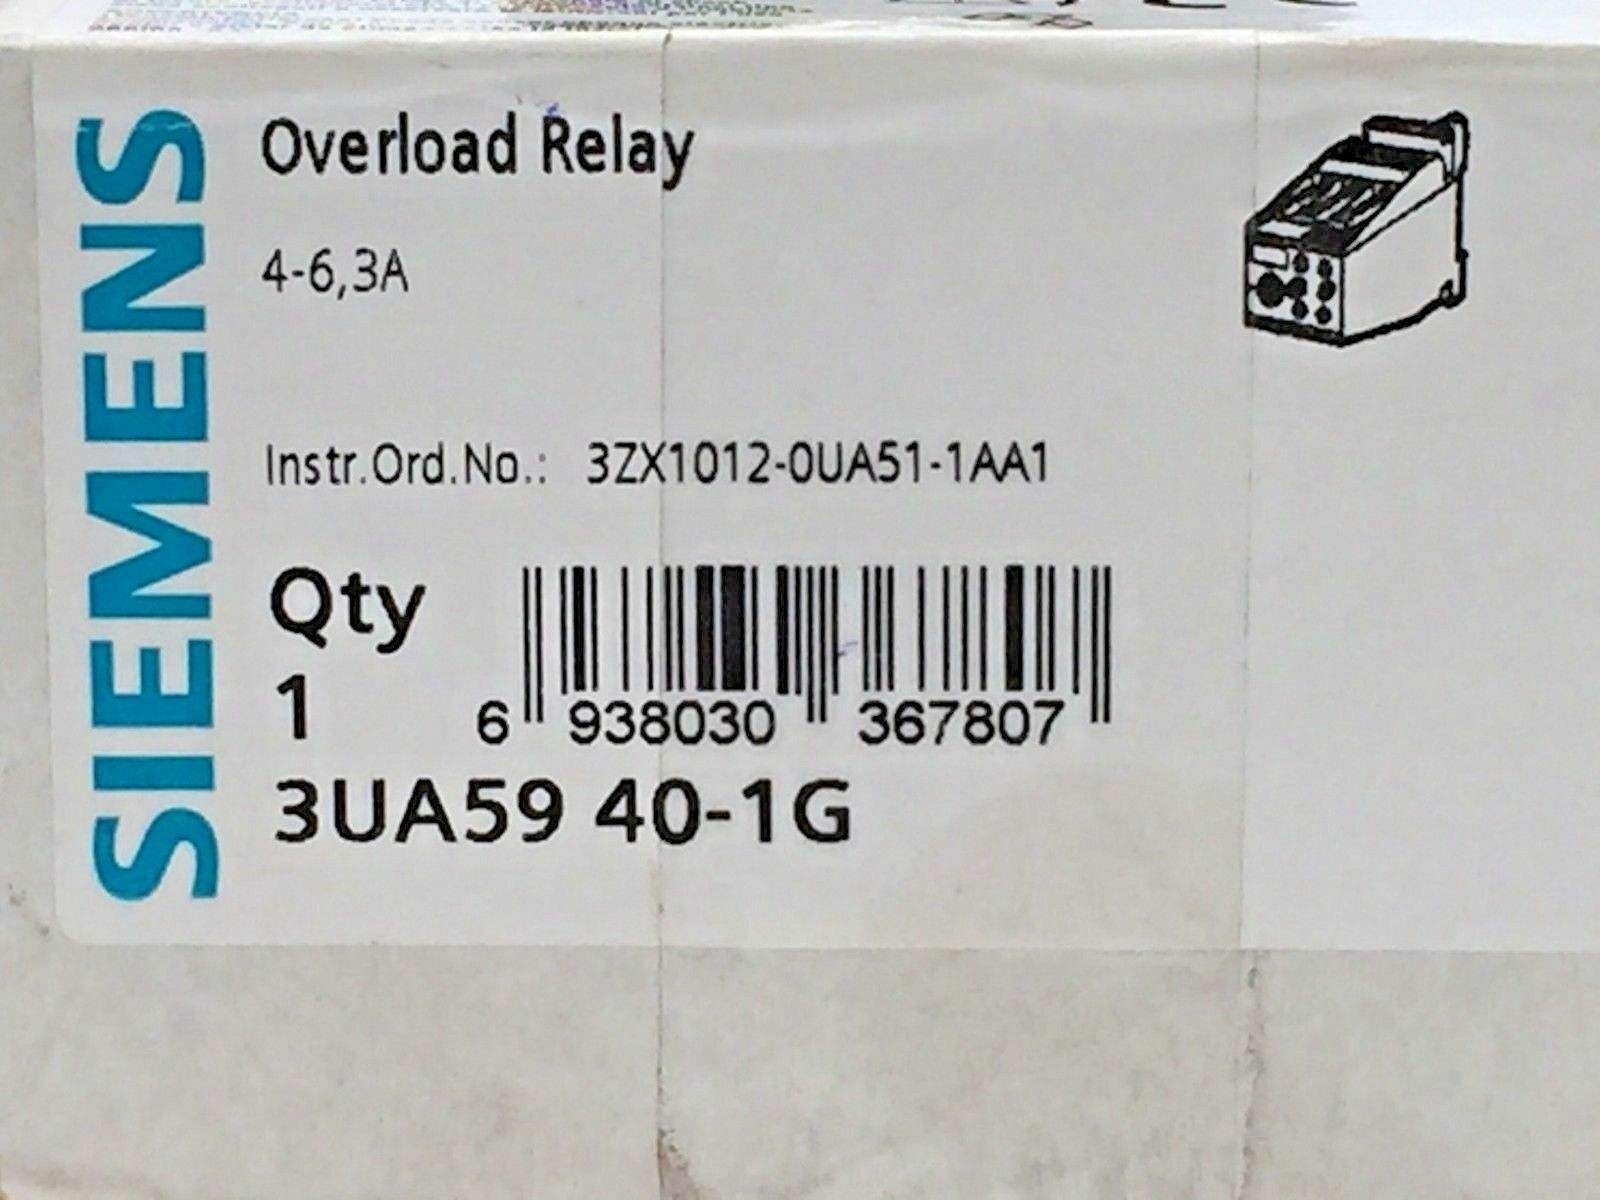 SIEMENS
Overload Relay
4-6,3A
Instr.Ord.No.: 3ZX1012-0UA51-1AA1
Qty
1
6 938030 367807
3UA59 40-1G